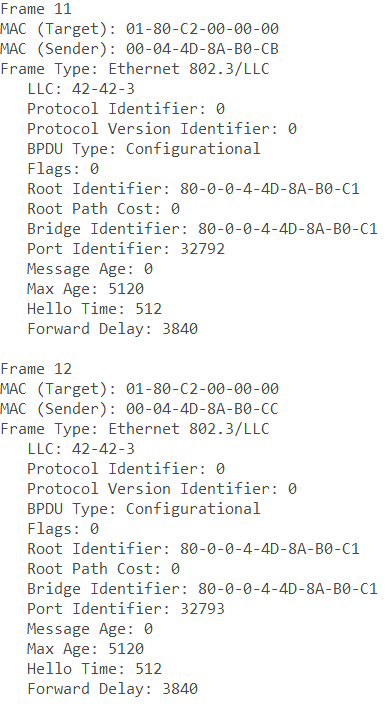 Frame 11
MAC (Target): 01-80-C2-00-00-00
MAC (Sender): 00-04-4D-8A-B0-CB
Frame Type: Ethernet 802.3/LLC
LLC: 42-42-3
Protocol Identifier: 0
Protocol Version Identifier: 0
BPDU Type: Configurational
Flags: 0
Root Identifier: 80-0-0-4-4D-8A-B0-C1
Root Path Cost: 0
Bridge Identifier: 80-0-0-4-4D-8A-B0-C1
Port Identifier: 32792
Message Age: 0
Max Age: 5120
Hello Time: 512
Forward Delay: 3840
Frame 12
MAC (Target): 01-80-C2-00-00-00
MAC (Sender): 00-04-4D-8A-B0-CC
Frame Type: Ethernet 802.3/LLC
LLC: 42-42-3
Protocol Identifier: 0
Protocol Version Identifier: 0
BPDU Type: Configurational
Flags: 0
Root Identifier: 80-0-0-4-4D-8A-B0-C1
Root Path Cost: 0
Bridge Identifier: 80-0-0-4-4D-8A-B0-C1
Port Identifier: 32793
Message Age: 0
Max Age: 5120
Hello Time: 512
Forward Delay: 3840